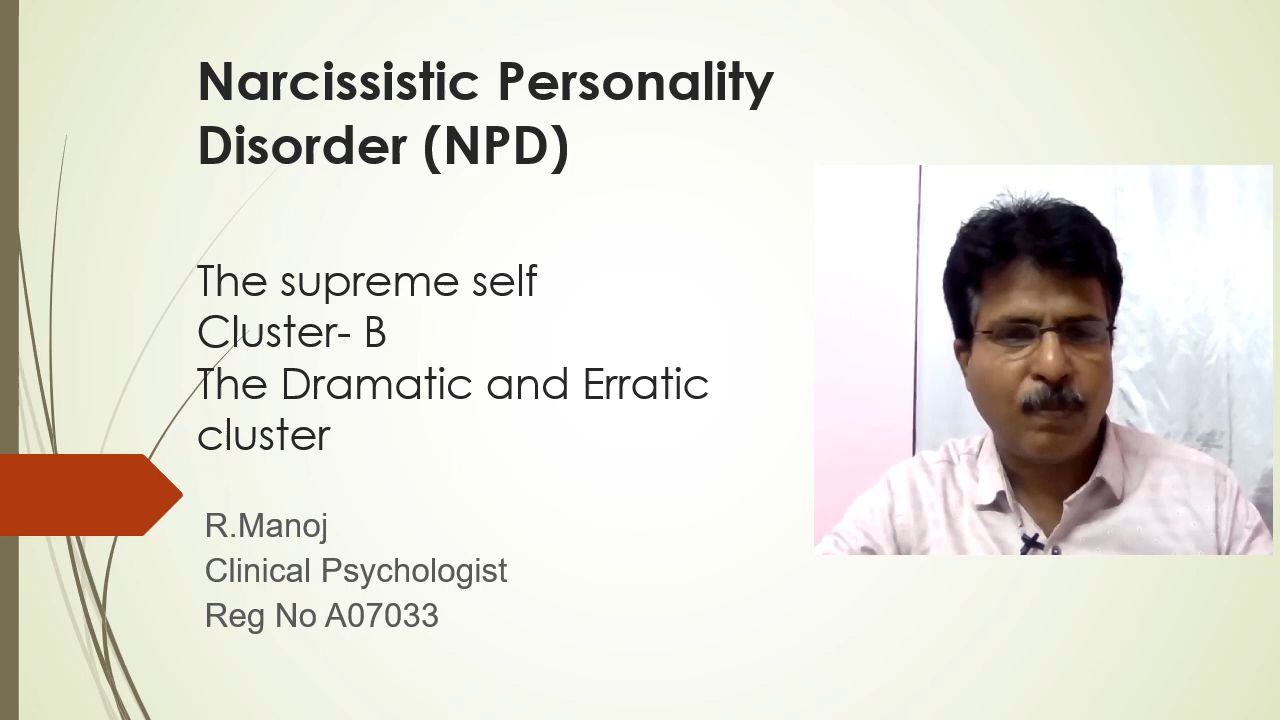 Narcissistic Personality
Disorder (NPD)
The supreme self
Cluster- B
The Dramatic and Erratic
cluster
R.Manoj
Clinical Psychologist
Reg No A07033